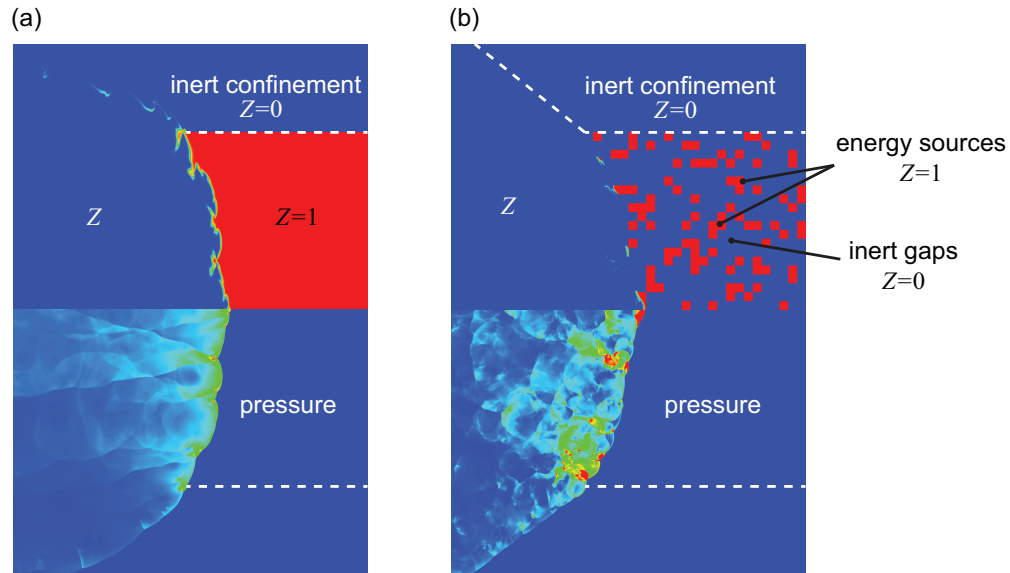 (a)
inert confinement
Z=0
Z
Z=1
pressure
(b)
inert confinement
Z=0
Z
energy sources
Z=1
inert gaps
Z=0
pressure